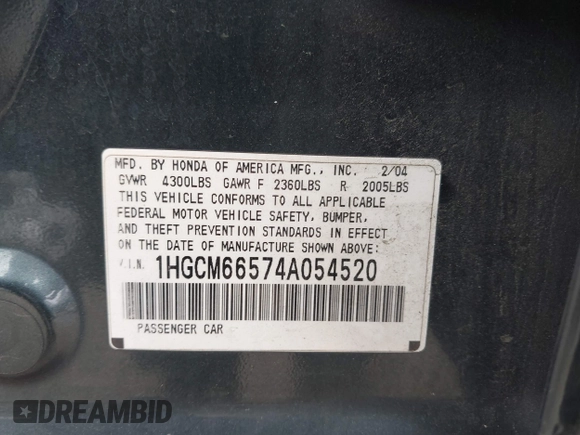 MFD. BY HONDA OF AMERICA MFG., INC. 2/04
GVWR 4300LBS GAWR F 2360LBS R 2005LBS
THIS VEHICLE CONFORMS TO ALL APPLICABLE
FEDERAL MOTOR VEHICLE SAFETY, BUMPER,
AND THEFT PREVENTION STANDARDS IN EFFECT
ON THE DATE OF MANUFACTURE SHOWN ABOVE:
V.I.N. 1HGCM66574A054520
PASSENGER CAR
DREAMBID